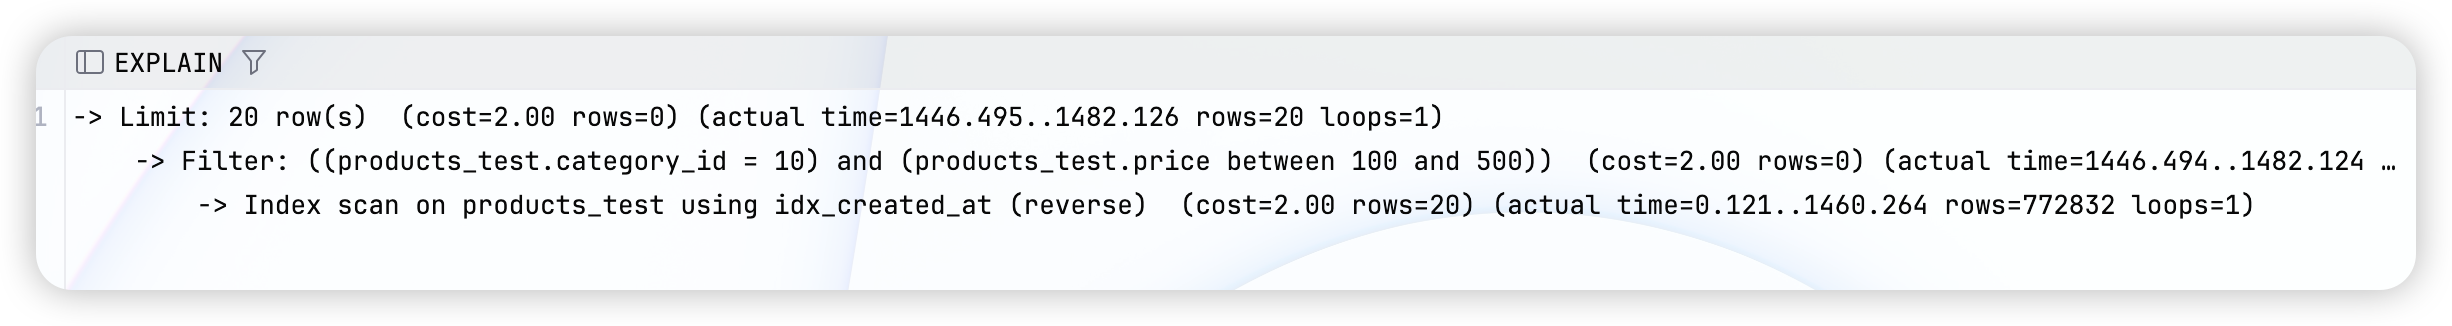 EXPLAIN
1 -> Limit: 20 row(s)  (cost=2.00 rows=0) (actual time=1446.495..1482.126 rows=20 loops=1)
-> Filter: ((products_test.category_id = 10) and (products_test.price between 100 and 500))  (cost=2.00 rows=0) (actual time=1446.494..1482.124 …
-> Index scan on products_test using idx_created_at (reverse)  (cost=2.00 rows=20) (actual time=0.121..1460.264 rows=772832 loops=1)